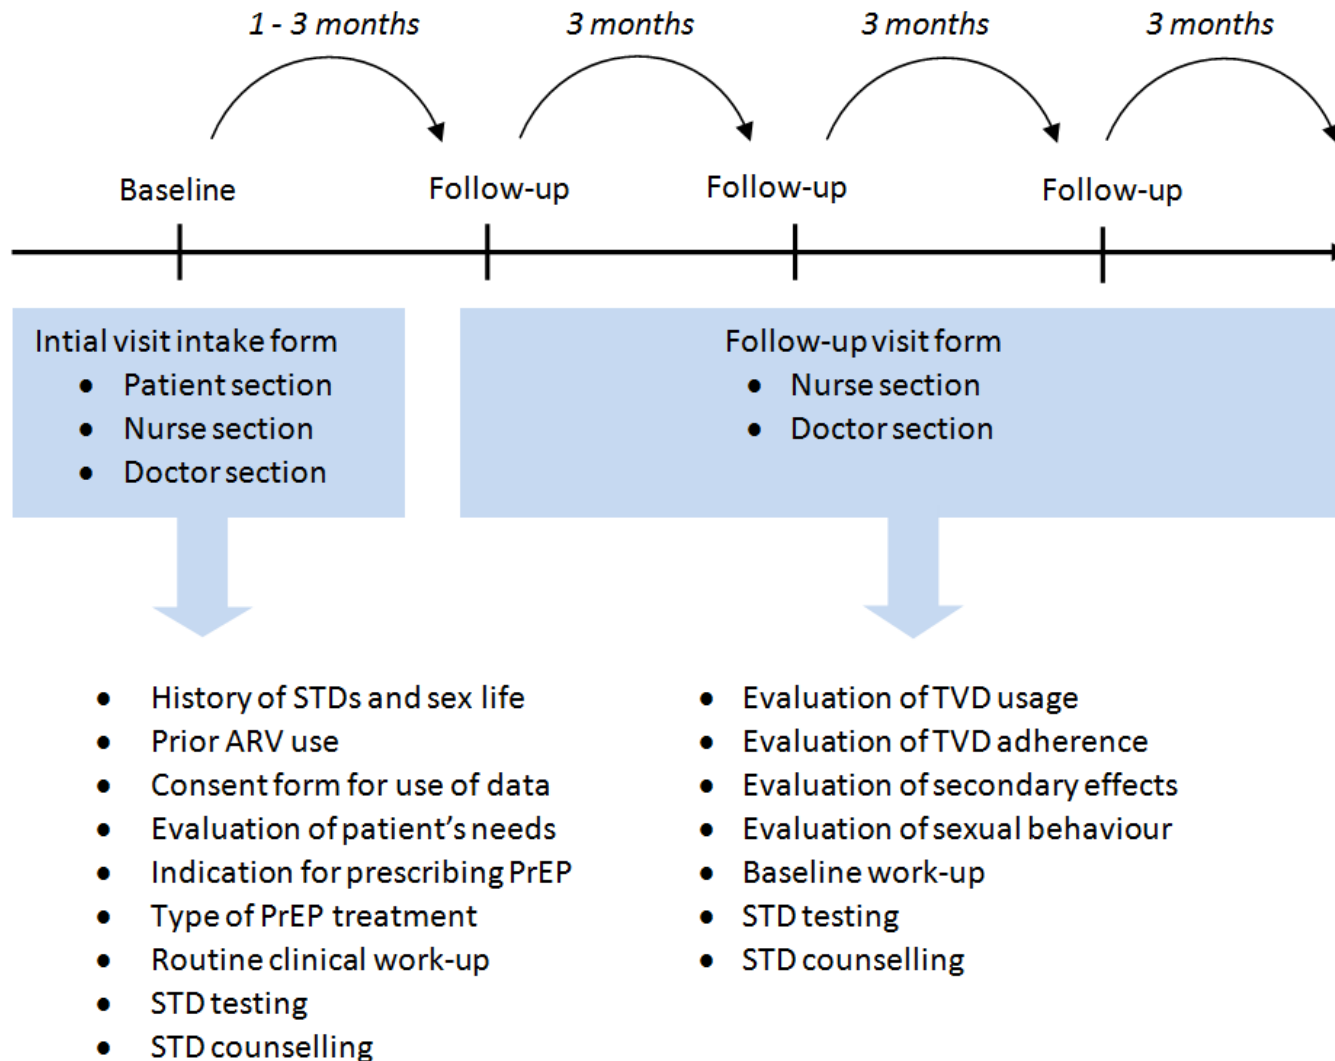 1 - 3 months 3 months 3 months 3 months
Baseline Follow-up Follow-up Follow-up
Intial visit intake form
• Patient section
• Nurse section
• Doctor section
Follow-up visit form
• Nurse section
• Doctor section
• History of STDs and sex life
• Prior ARV use
• Consent form for use of data
• Evaluation of patient's needs
• Indication for prescribing PrEP
• Type of PrEP treatment
• Routine clinical work-up
• STD testing
• STD counselling
• Evaluation of TVD usage
• Evaluation of TVD adherence
• Evaluation of secondary effects
• Evaluation of sexual behaviour
• Baseline work-up
• STD testing
• STD counselling